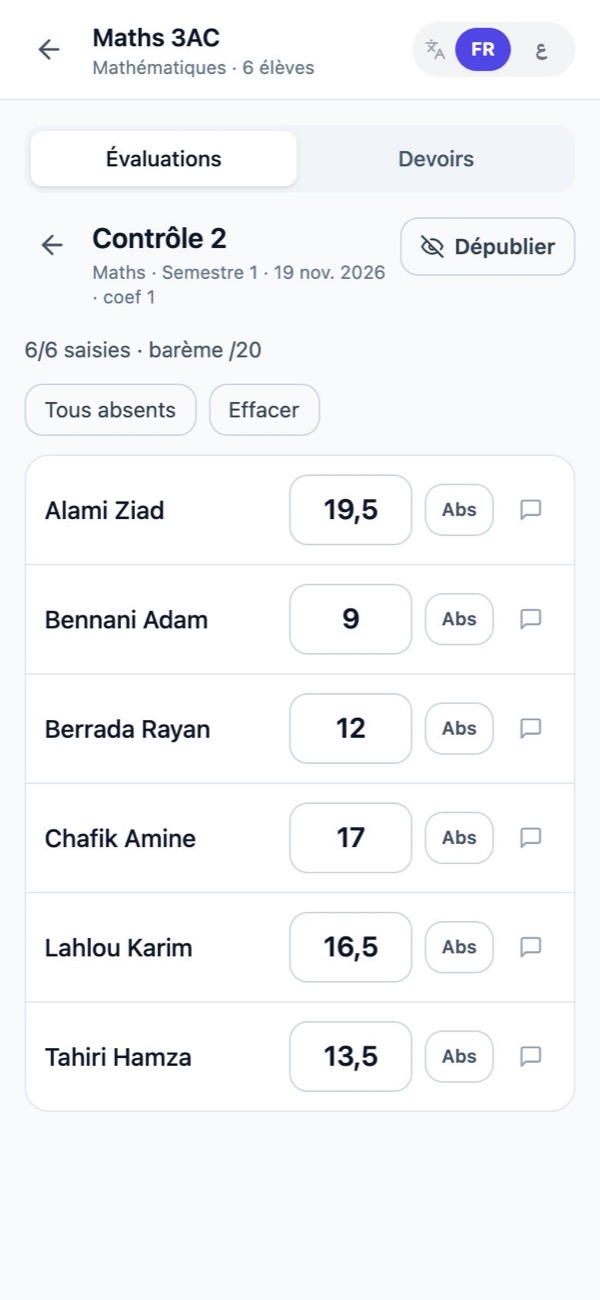 Maths 3AC
Mathématiques · 6 élèves
FR
ع
Évaluations
Devoirs
Contrôle 2
Dépublier
Maths · Semestre 1 · 19 nov. 2026
· coef 1
6/6 saisies · barème /20
Tous absents
Effacer
Alami Ziad 19,5 Abs
Bennani Adam 9 Abs
Berrada Rayan 12 Abs
Chafik Amine 17 Abs
Lahlou Karim 16,5 Abs
Tahiri Hamza 13,5 Abs